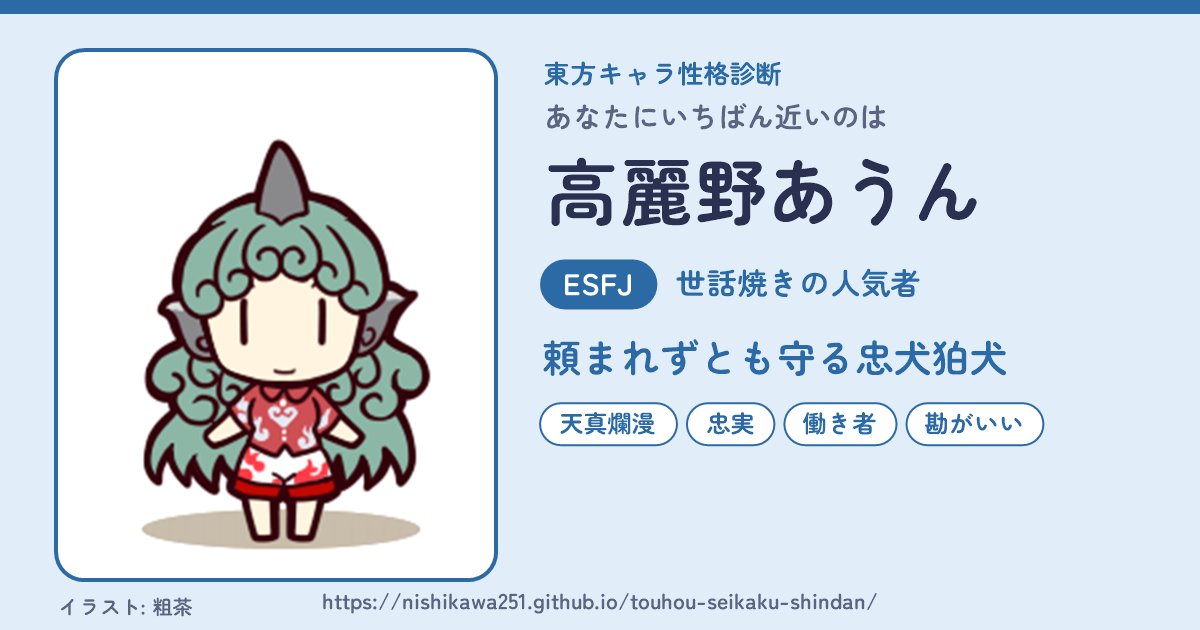 東方キャラ性格診断
あなたにいちばん近いのは
高麗野あうん
ESFJ 世話焼きの人気者
頼まれずとも守る忠犬狛犬
天真爛漫 忠実 働き者 勘がいい
イラスト: 粗茶
https://nishikawa251.github.io/touhou-seikaku-shindan/